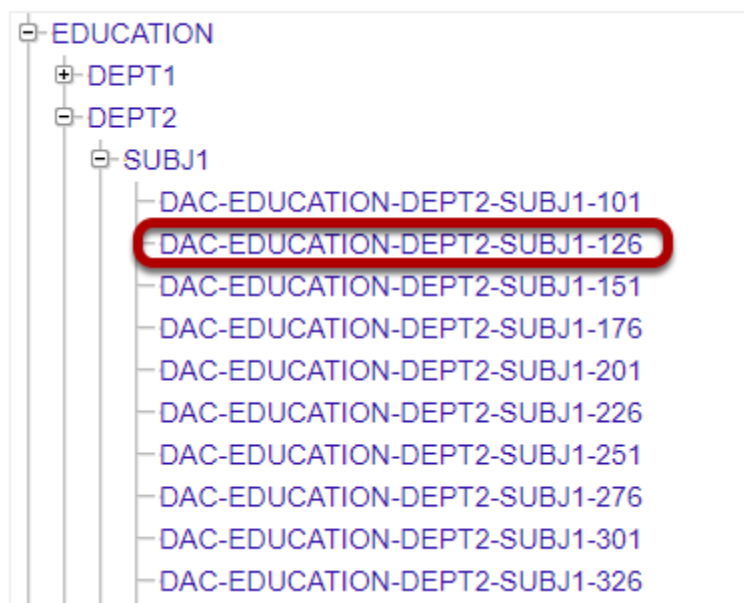 EDUCATION
DEPT1
DEPT2
SUBJ1
DAC-EDUCATION-DEPT2-SUBJ1-101
DAC-EDUCATION-DEPT2-SUBJ1-126
DAC-EDUCATION-DEPT2-SUBJ1-151
DAC-EDUCATION-DEPT2-SUBJ1-176
DAC-EDUCATION-DEPT2-SUBJ1-201
DAC-EDUCATION-DEPT2-SUBJ1-226
DAC-EDUCATION-DEPT2-SUBJ1-251
DAC-EDUCATION-DEPT2-SUBJ1-276
DAC-EDUCATION-DEPT2-SUBJ1-301
DAC-EDUCATION-DEPT2-SUBJ1-326